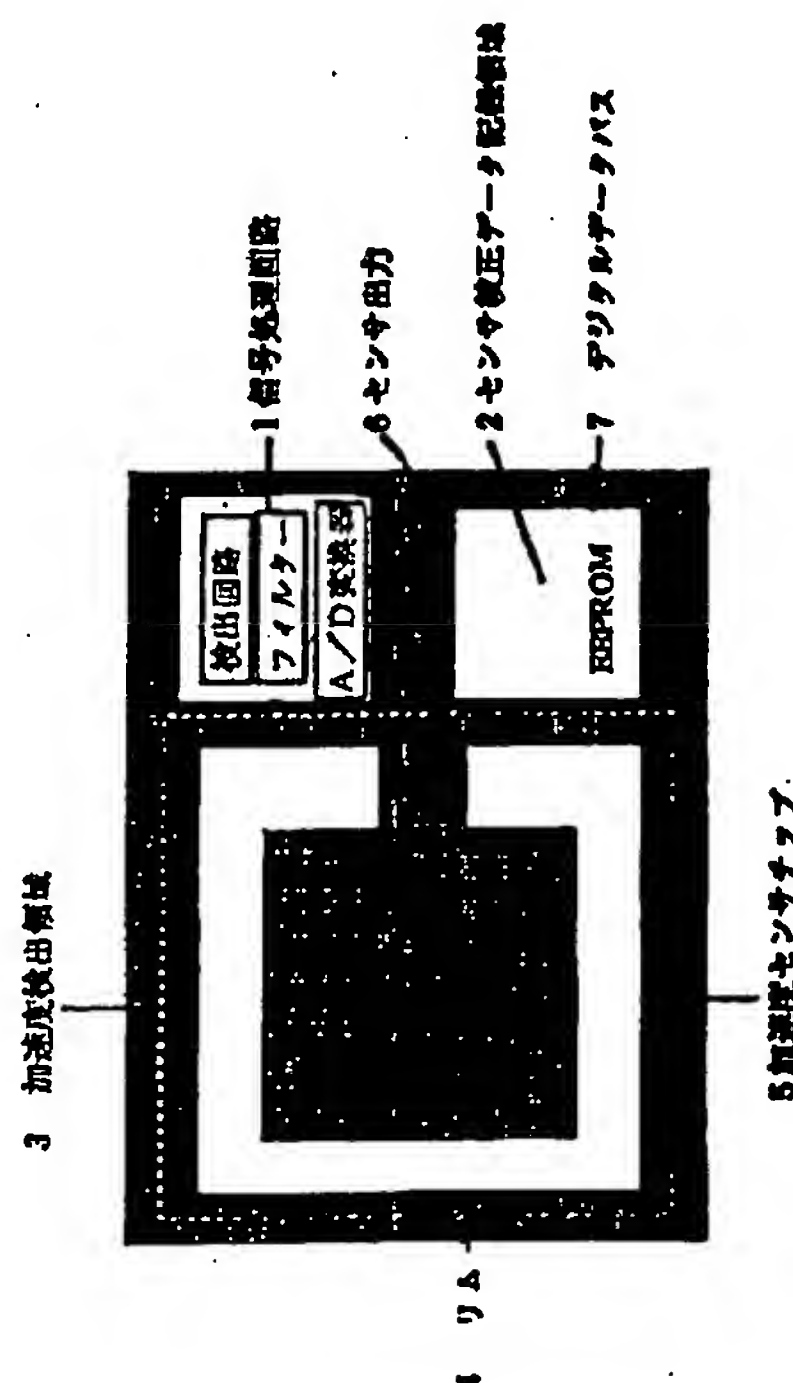 3 加速度検出領域
1 信号処理回路
検出回路
フィルター
A/D変換器
6 センサ出力
2 センサ校正データ記録領域
EEPROM
7 デジタルデータバス
リム
5 加速度センサチップ